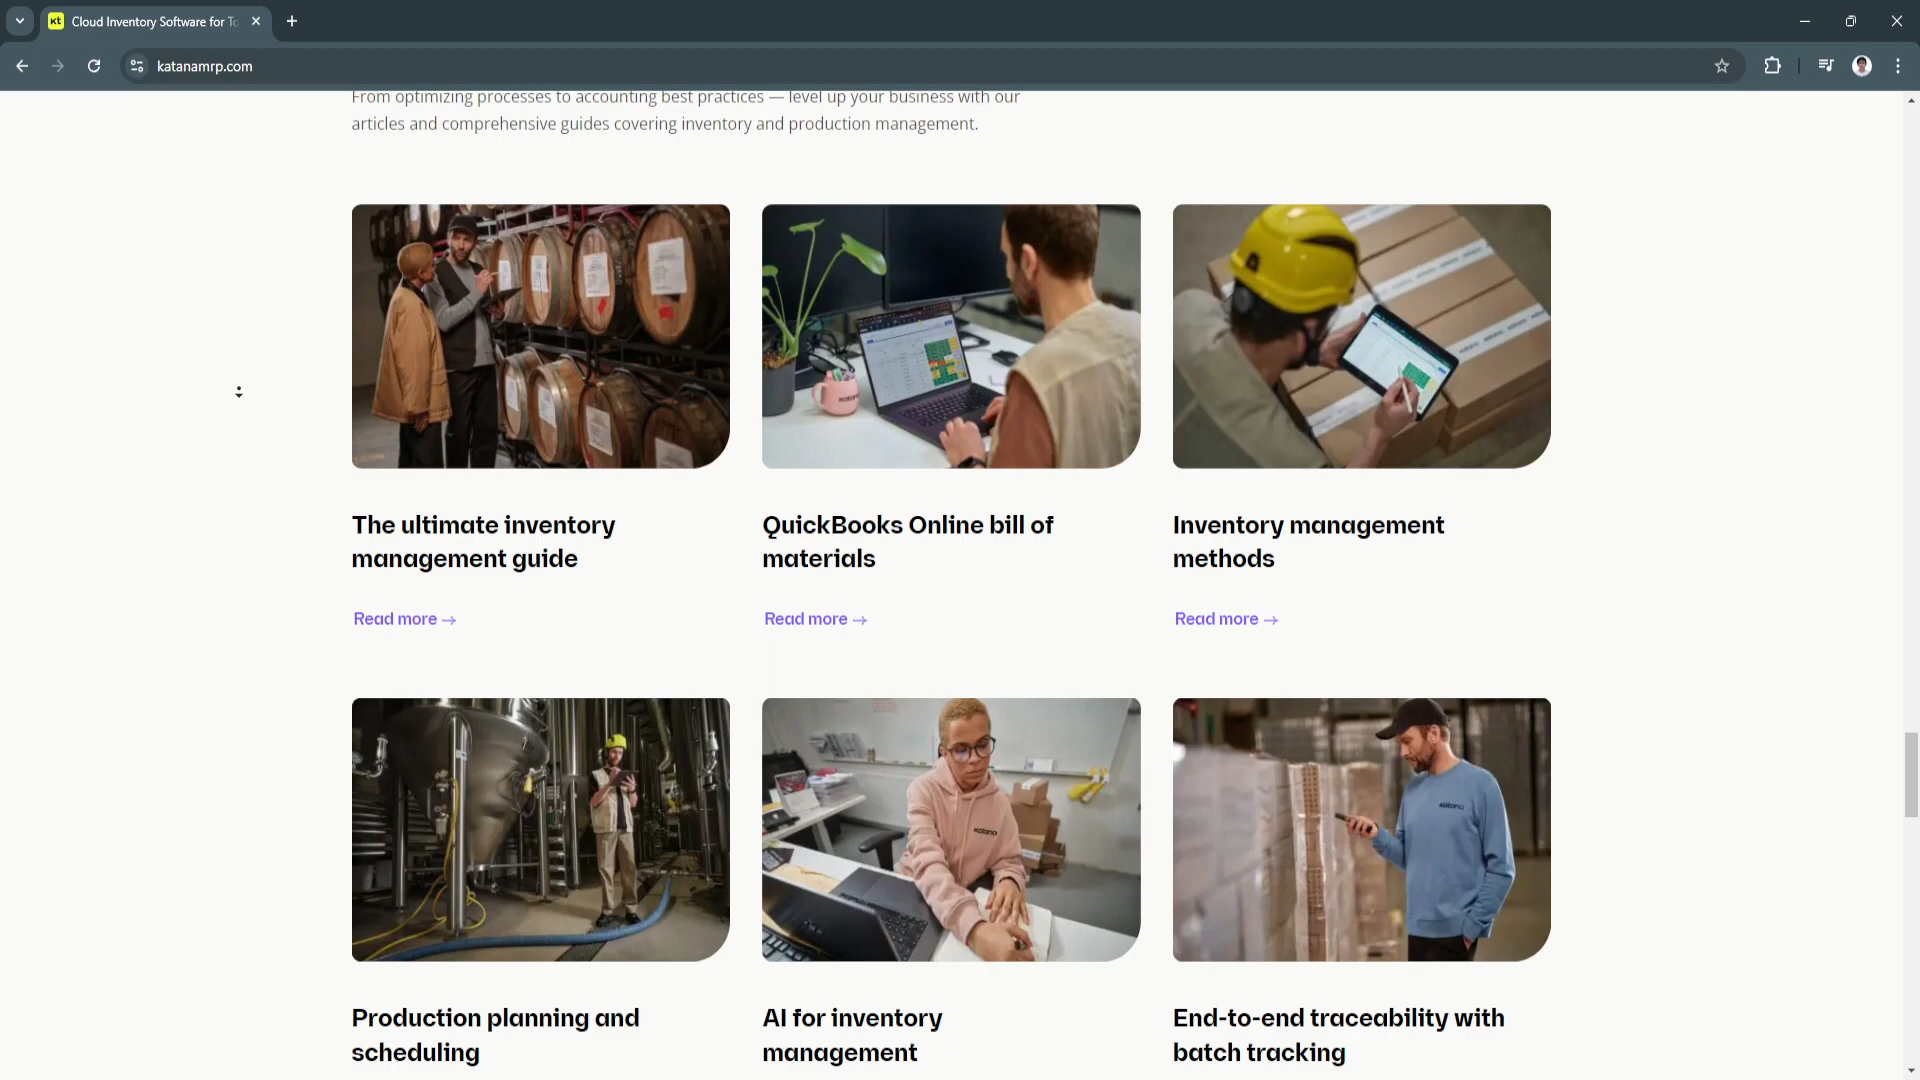 Cloud Inventory Software for To
katanamrp.com
From optimizing processes to accounting best practices — level up your business with our
articles and comprehensive guides covering inventory and production management.
The ultimate inventory
management guide
QuickBooks Online bill of
materials
Inventory management
methods
Read more →
Read more →
Read more →
katana
katana
Production planning and
scheduling
AI for inventory
management
End-to-end traceability with
batch tracking